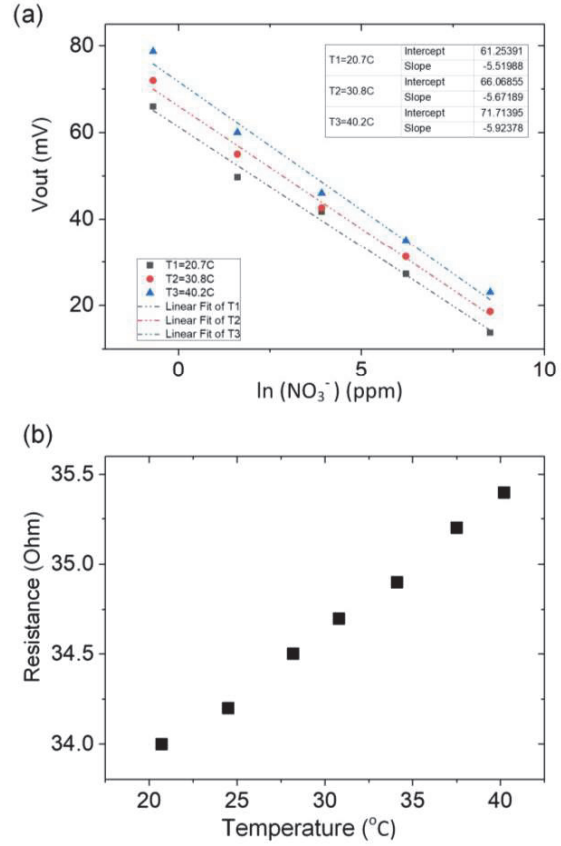 (a)
80
60
40
20
Vout (mV)
T1=20.7C Intercept 61.25391
Slope -5.51988
T2=30.8C Intercept 66.06855
Slope -5.67189
T3=40.2C Intercept 71.71395
Slope -5.92378
T1=20.7C
T2=30.8C
T3=40.2C
Linear Fit of T1
Linear Fit of T2
Linear Fit of T3
0 5 10
ln (NO₃⁻) (ppm)
(b)
35.5
35.0
34.5
34.0
Resistance (Ohm)
20 25 30 35 40
Temperature (°C)